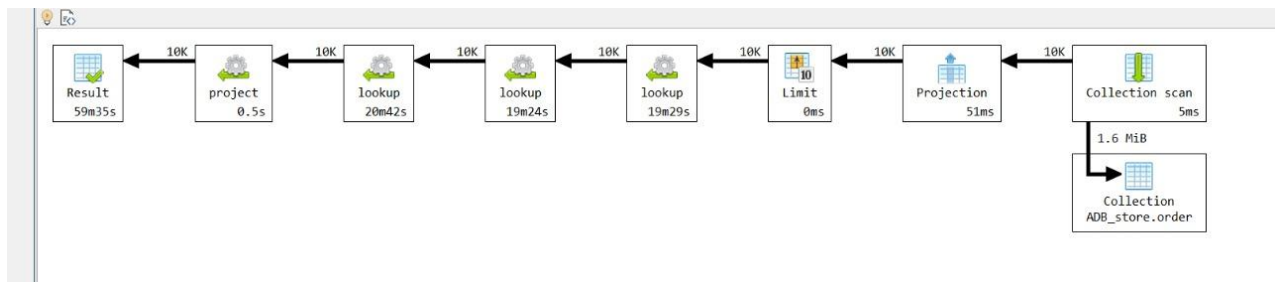 10K
10K
10K
10K
10K
10K
10K
10
Result
project
lookup
lookup
lookup
Limit
Projection
Collection scan
59m35s
0.5s
20m42s
19m24s
19m29s
0ms
51ms
5ms
1.6 MiB
Collection
ADB_store.order